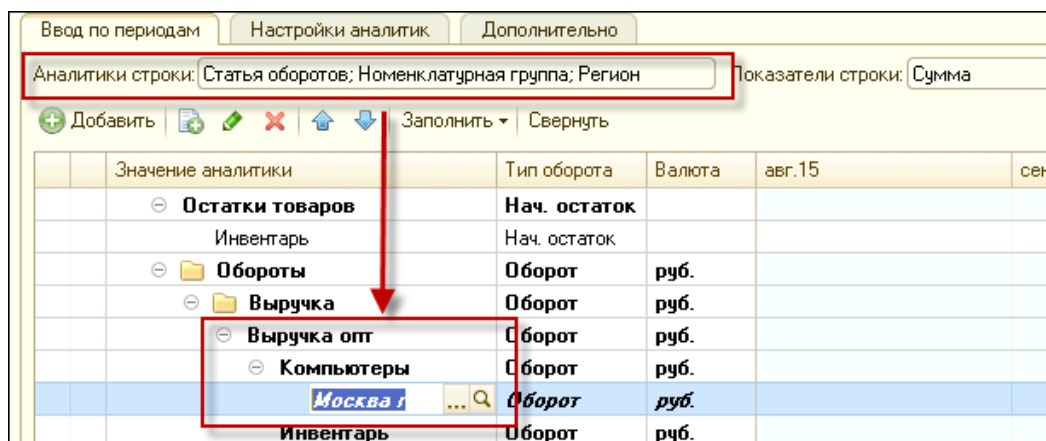 Ввод по периодам Настройки аналитик Дополнительно
Аналитики строки: Статья оборотов; Номенклатурная группа; Регион Показатели строки: Сумма
Добавить Заполнить Свернуть
Значение аналитики Тип оборота Валюта авг.15 сен
Остатки товаров Нач. остаток
Инвентарь Нач. остаток
Обороты Оборот руб.
Выручка Оборот руб.
Выручка опт Оборот руб.
Компьютеры Оборот руб.
Москва г ... Оборот руб.
Инвентарь Оборот руб.